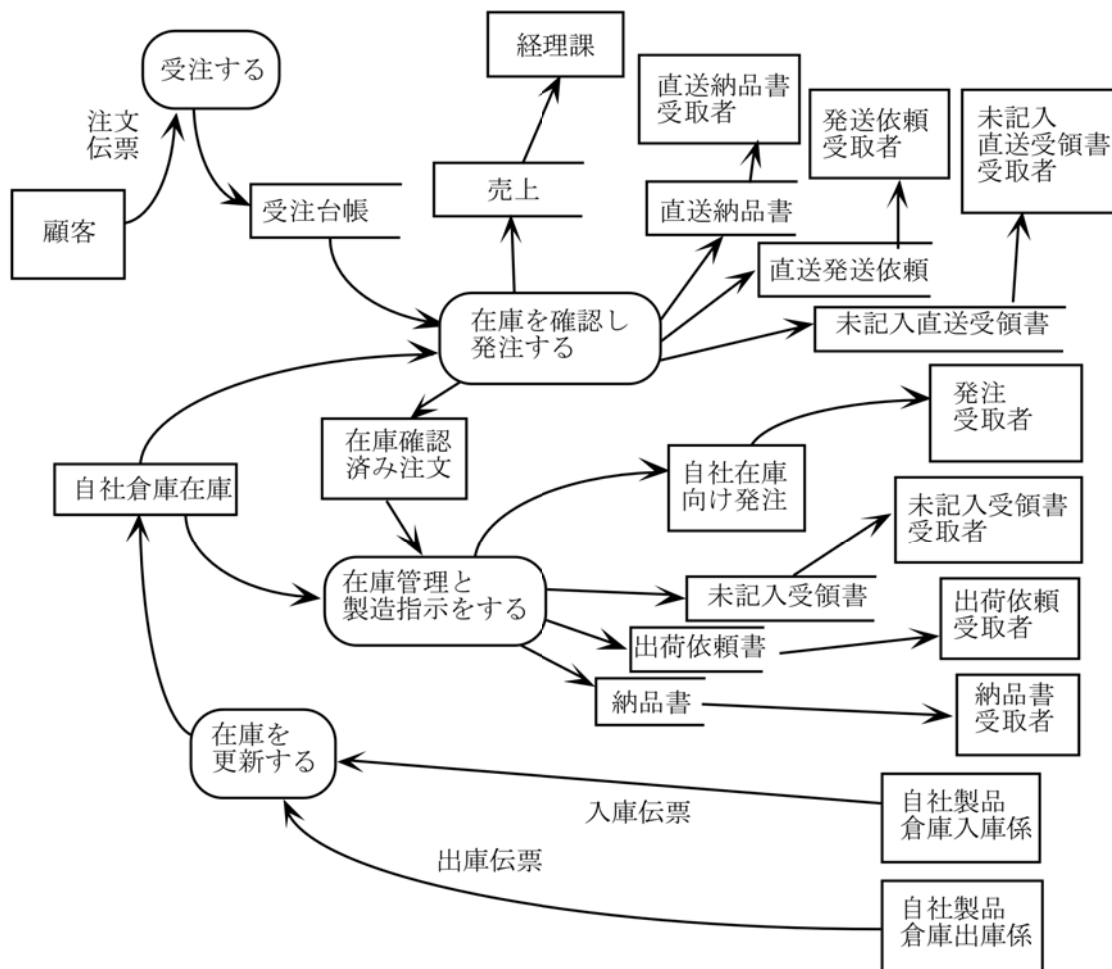 受注する
注文
伝票
顧客
受注台帳
経理課
売上
直送納品書
受取者
直送納品書
発送依頼
受取者
直送発送依頼
未記入
直送受領書
受取者
未記入直送受領書
在庫を確認し
発注する
在庫確認
済み注文
自社倉庫在庫
自社在庫
向け発注
発注
受取者
在庫管理と
製造指示をする
未記入受領書
未記入受領書
受取者
出荷依頼書
出荷依頼
受取者
納品書
納品書
受取者
在庫を
更新する
入庫伝票
自社製品
倉庫入庫係
出庫伝票
自社製品
倉庫出庫係